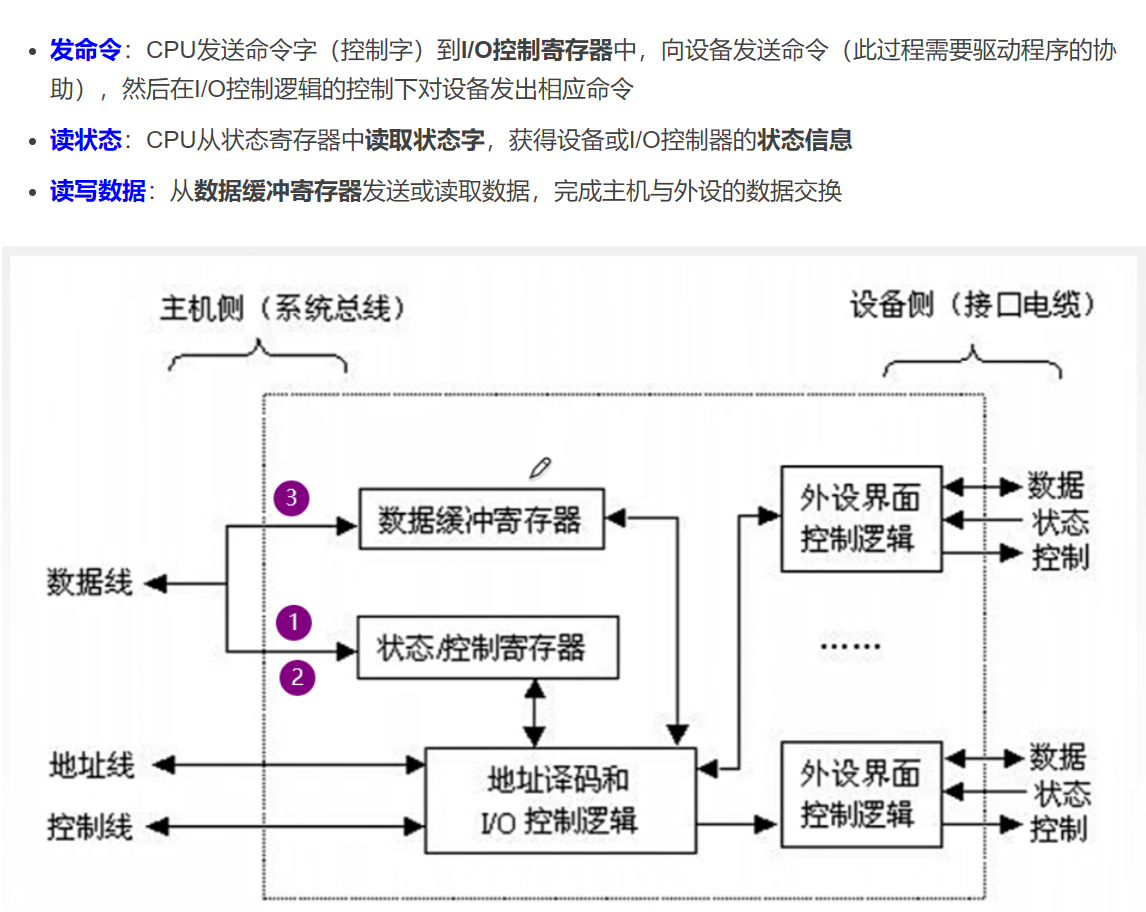 • 发命令：CPU发送命令字（控制字）到I/O控制寄存器中，向设备发送命令（此过程需要驱动程序的协
助），然后在I/O控制逻辑的控制下对设备发出相应命令
• 读状态：CPU从状态寄存器中读取状态字，获得设备或I/O控制器的状态信息
• 读写数据：从数据缓冲寄存器发送或读取数据，完成主机与外设的数据交换
主机侧（系统总线）
设备侧（接口电缆）
3
数据缓冲寄存器
外设界面
控制逻辑
数据
状态
控制
数据线
1
状态/控制寄存器
2
……
地址线
控制线
地址译码和
I/O 控制逻辑
外设界面
控制逻辑
数据
状态
控制